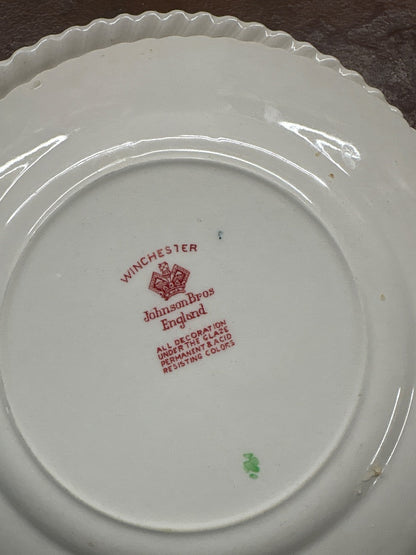 WINCHESTER
Johnson Bros
England
ALL DECORATION
UNDER THE GLAZE
PERMANENT & ACID
RESISTING COLORS